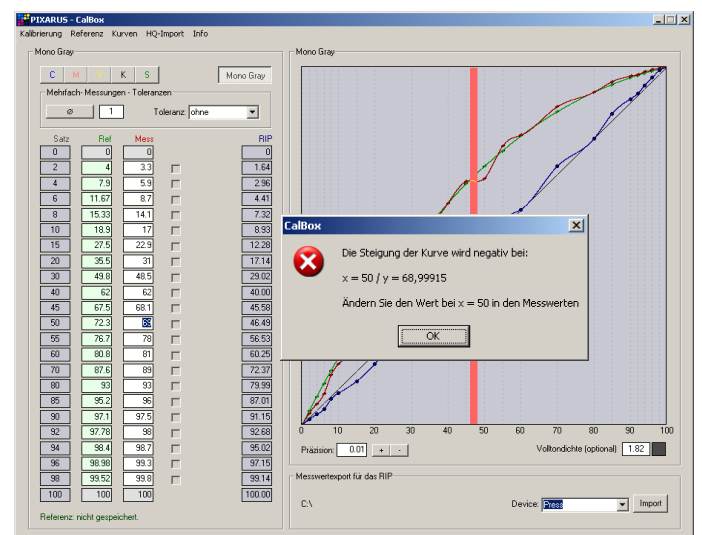 PIXARUS - CalBox
Kalibrierung Referenz Kurven HQ-Import Info
Mono Gray
C M K S Mono Gray
Mehrfach- Messungen - Toleranzen
ø 1 Toleranz: ohne
Satz Ref Mess RIP
0 0 0 0
2 4 3.3 1.64
4 7.9 5.9 2.96
6 11.67 8.7 4.41
8 15.33 14.1 7.32
10 18.9 17 8.93
15 27.5 22.9 12.28
20 35.5 31 17.14
30 49.8 48.5 29.02
40 62 62 40.00
45 67.5 68.1 45.58
50 72.3 69 46.49
55 76.7 78 56.53
60 80.8 81 60.25
70 87.6 89 72.37
80 93 93 79.99
85 95.2 96 87.01
90 97.1 97.5 91.15
92 97.78 98 92.68
94 98.4 98.7 95.02
96 98.98 99.3 97.15
98 99.52 99.8 99.14
100 100 100 100.00
Referenz: nicht gespeichert.
Mono Gray
CalBox
Die Steigung der Kurve wird negativ bei:
x = 50 / y = 68,99915
Ändern Sie den Wert bei x = 50 in den Messwerten
OK
0 10 20 30 40 50 60 70 80 90 100
Präzision: 0.01 + -
Volltondichte (optional) 1.82
Messwertexport für das RIP
C:\
Device: Press Import